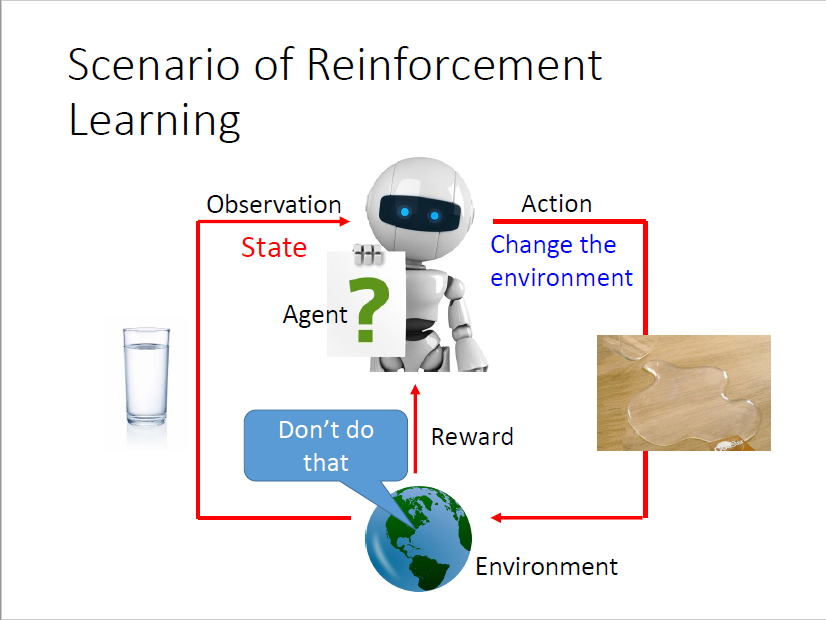 Scenario of Reinforcement
Learning
Observation
Action
State
Change the
environment
Agent
?
Don’t do
that
Reward
Environment